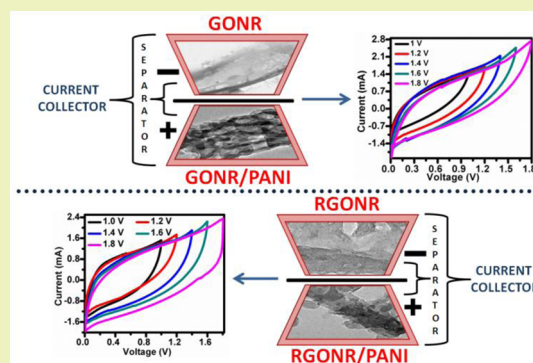 GONR
CURRENT
COLLECTOR
SEPARATOR
−
+
GONR/PANI
Current (mA)
2.8
2.1
1.4
0.7
0.0
-0.7
-1.4
1 V
1.2 V
1.4 V
1.6 V
1.8 V
0.0 0.3 0.6 0.9 1.2 1.5 1.8
Voltage (V)
Current (mA)
2.4
1.6
0.8
0.0
-0.8
-1.6
1.0 V 1.2 V
1.4 V 1.6 V
1.8 V
0.0 0.4 0.8 1.2 1.6
Voltage (V)
RGONR
−
+
SEPARATOR
CURRENT
COLLECTOR
RGONR/PANI